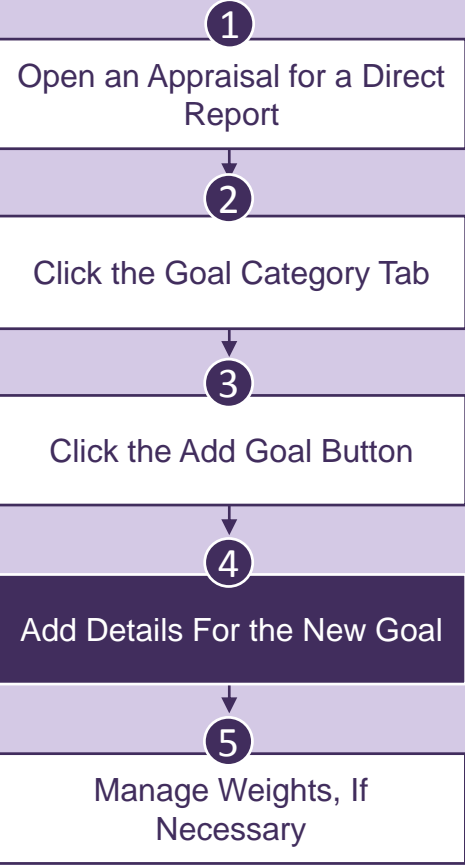 1
Open an Appraisal for a Direct
Report
2
Click the Goal Category Tab
3
Click the Add Goal Button
4
Add Details For the New Goal
5
Manage Weights, If
Necessary